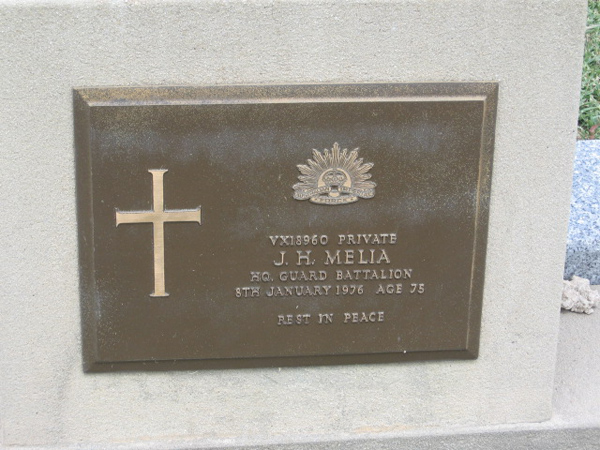 VX18960 PRIVATE
J. H. MELIA
HQ. GUARD BATTALION
8TH JANUARY 1976 AGE 75
REST IN PEACE